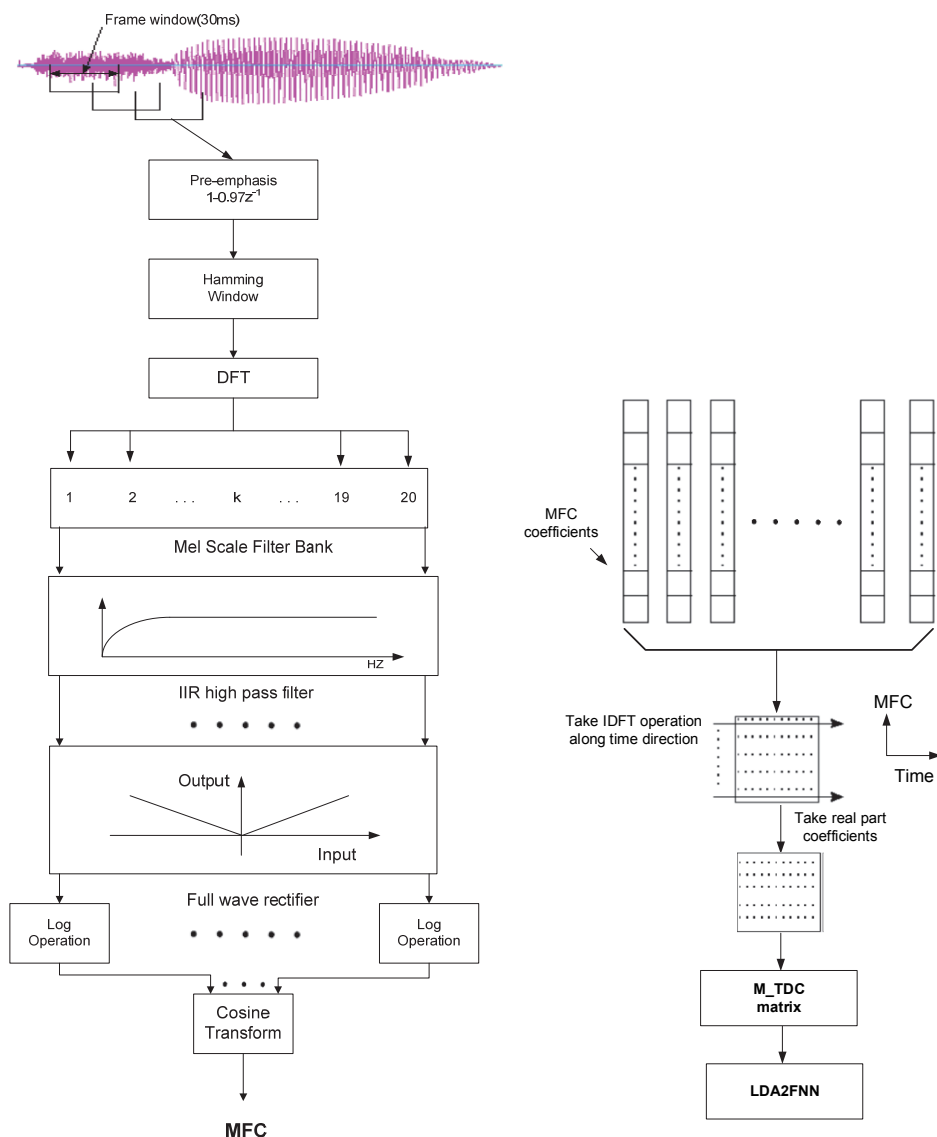 Frame window(30ms)
Pre-emphasis
1-0.97z⁻¹
Hamming
Window
DFT
1 2 . . . k . . . 19 20
Mel Scale Filter Bank
HZ
IIR high pass filter
Output
Input
Full wave rectifier
Log
Operation
Log
Operation
Cosine
Transform
MFC
MFC
coefficients
Take IDFT operation
along time direction
MFC
Time
Take real part
coefficients
M_TDC
matrix
LDA2FNN